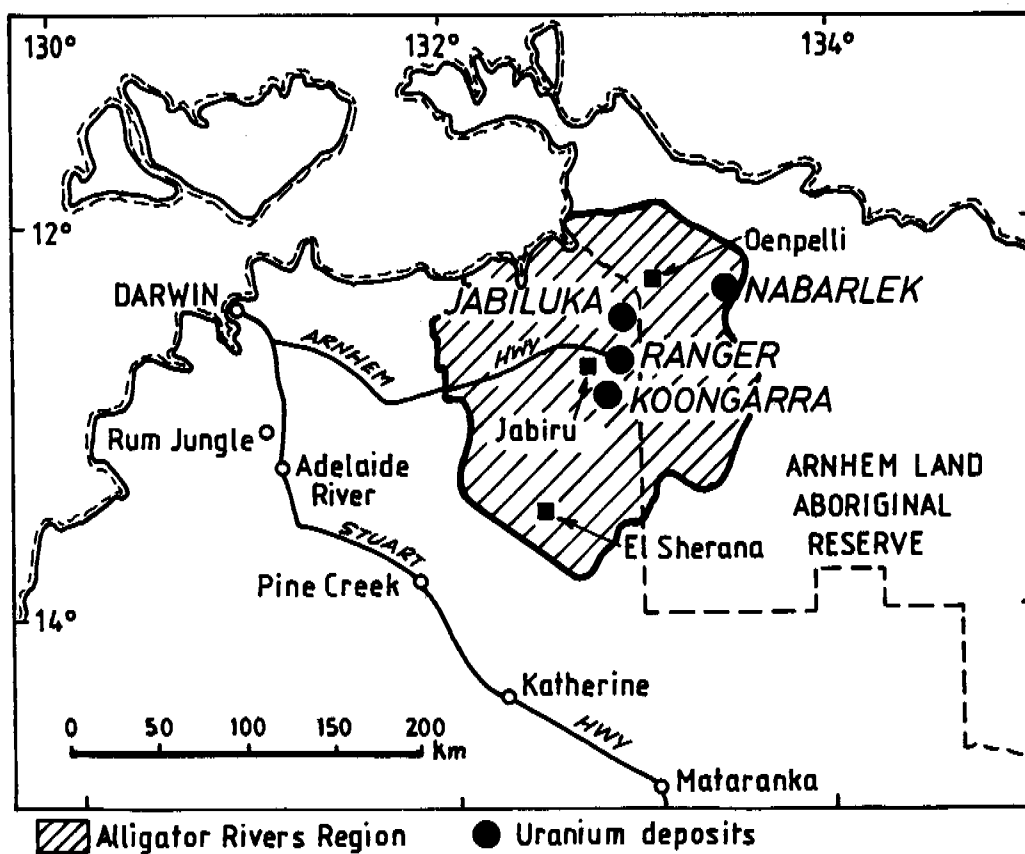 130°
132°
134°
12°
Oenpelli
DARWIN
JABILUKA
NABARLEK
ARNHEM
HWY
RANGER
KOONGARRA
Jabiru
Rum Jungle
Adelaide
River
ARNHEM LAND
ABORIGINAL
RESERVE
STUART
El Sherana
Pine Creek
14°
Katherine
0 50 100 150 200
Km
HWY
Mataranka
Alligator Rivers Region
Uranium deposits